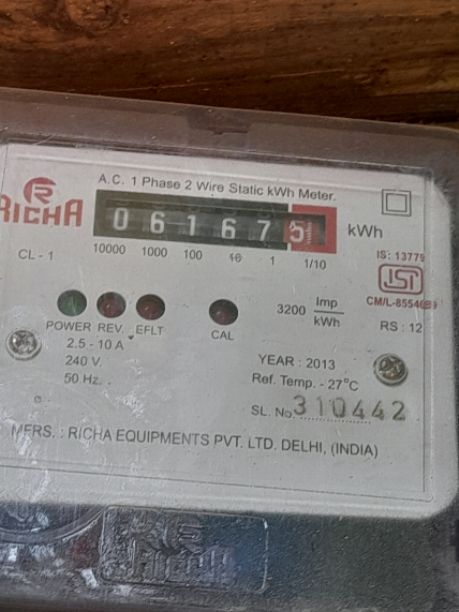 A.C. 1 Phase 2 Wire Static kWh Meter.
RICHA
0 6 1 6 7 5 kWh
10000 1000 100 10 1 1/10
CL - 1
IS: 13779
ISI
RS : 12
3200 Imp/kWh
POWER REV. EFLT
CAL
2.5 - 10 A
240 V.
50 Hz.
YEAR : 2013
Ref. Temp. - 27°C
SL. No. 310442
MFRS. : RICHA EQUIPMENTS PVT. LTD. DELHI, (INDIA)
RICHA